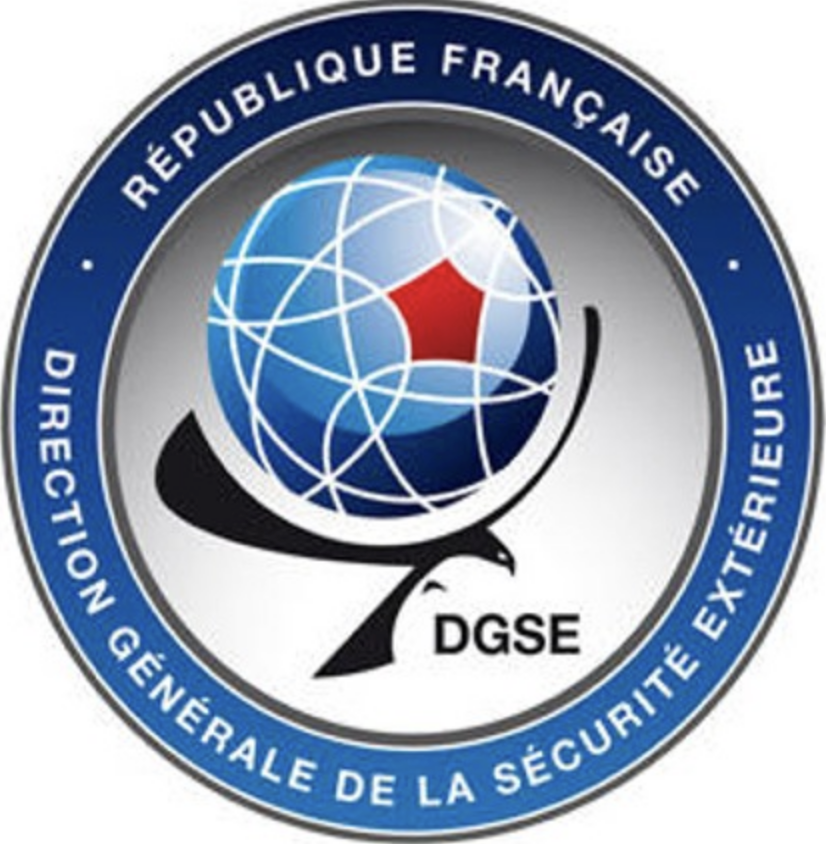 RÉPUBLIQUE FRANÇAISE
DGSE
DIRECTION GÉNÉRALE DE LA SÉCURITÉ EXTÉRIEURE